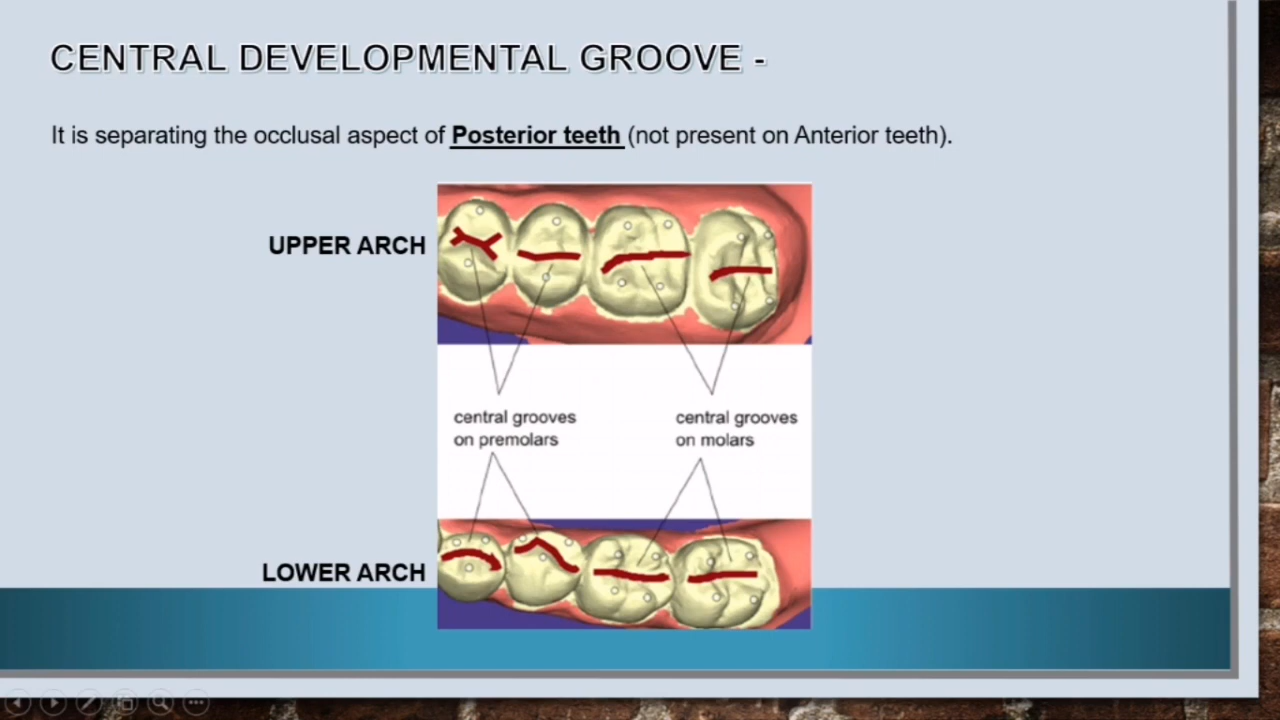 CENTRAL DEVELOPMENTAL GROOVE -
It is separating the occlusal aspect of Posterior teeth (not present on Anterior teeth).
UPPER ARCH
central grooves
on premolars
central grooves
on molars
LOWER ARCH